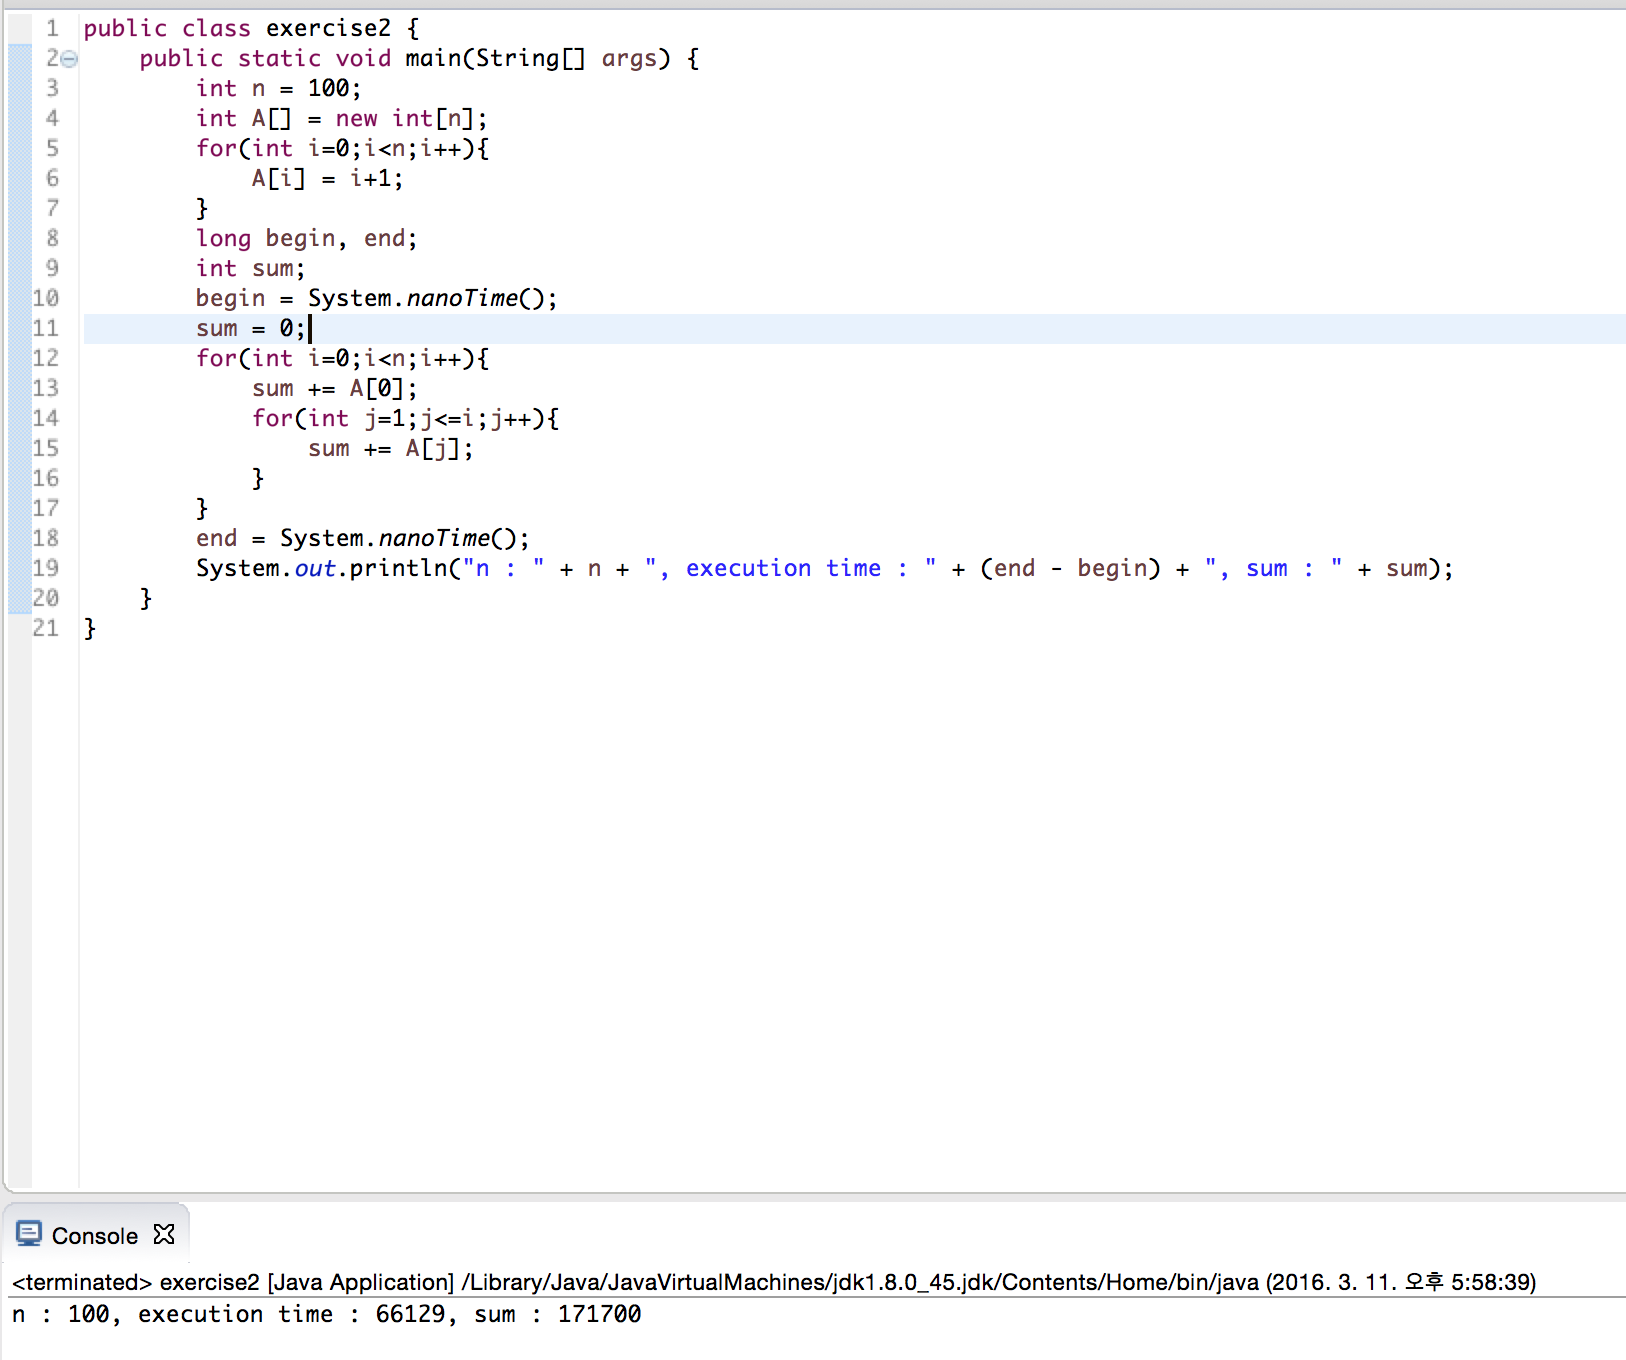 1 public class exercise2 {
2     public static void main(String[] args) {
3         int n = 100;
4         int A[] = new int[n];
5         for(int i=0;i<n;i++){
6             A[i] = i+1;
7         }
8         long begin, end;
9         int sum;
10         begin = System.nanoTime();
11         sum = 0;
12         for(int i=0;i<n;i++){
13             sum += A[0];
14             for(int j=1;j<=i;j++){
15                 sum += A[j];
16             }
17         }
18         end = System.nanoTime();
19         System.out.println("n : " + n + ", execution time : " + (end - begin) + ", sum : " + sum);
20     }
21 }
Console
<terminated> exercise2 [Java Application] /Library/Java/JavaVirtualMachines/jdk1.8.0_45.jdk/Contents/Home/bin/java (2016. 3. 11. 오후 5:58:39)
n : 100, execution time : 66129, sum : 171700